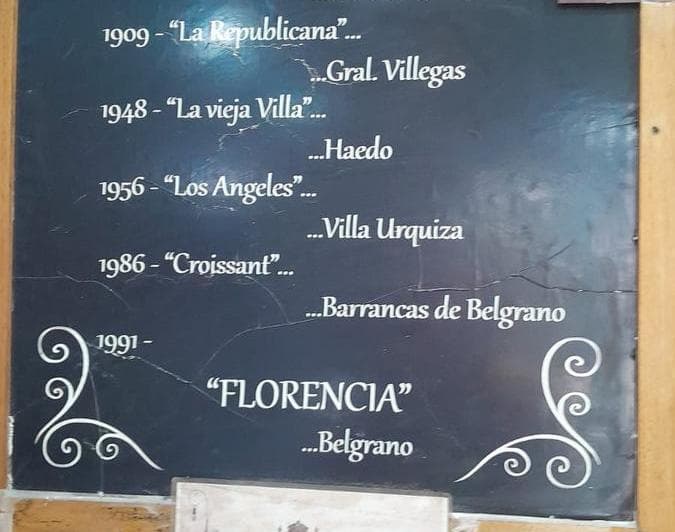 1909 - “La Republicana”...
...Gral. Villegas
1948 - “La vieja Villa”...
...Haedo
1956 - “Los Angeles”...
...Villa Urquiza
1986 - “Croissant”...
...Barrancas de Belgrano
1991 -
“FLORENCIA”
...Belgrano